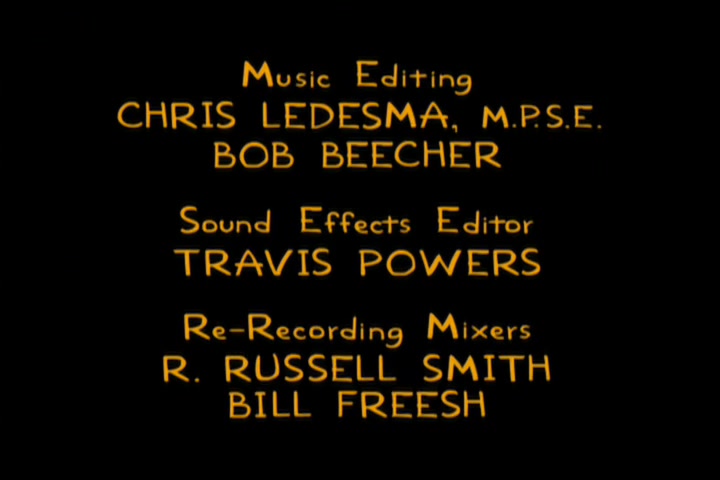 Music Editing
CHRIS LEDESMA, M.P.S.E.
BOB BEECHER
Sound Effects Editor
TRAVIS POWERS
Re-Recording Mixers
R. RUSSELL SMITH
BILL FREESH